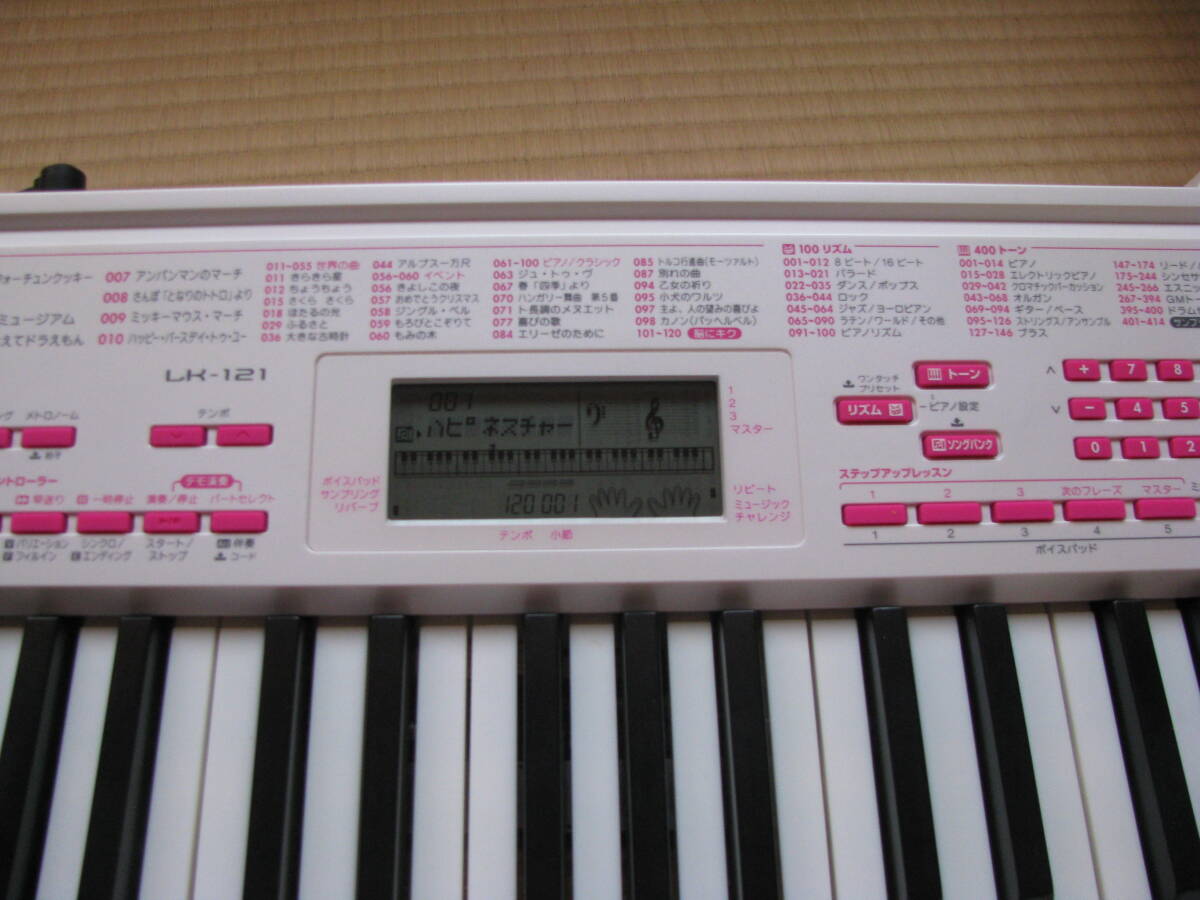 ォーチュンクッキー
ミュージアム
えてドラえもん
007 アンパンマンのマーチ
008 さんぽ「となりのトトロ」より
009 ミッキーマウス・マーチ
010 ハッピー・バースデイ・トゥ・ユー
011-055 世界の曲
011 きらきら星
012 ちょうちょう
015 さくら さくら
018 ほたるの光
029 ふるさと
036 大きな古時計
044 アルプス一万尺
056-060 イベント
056 きよしこの夜
057 おめでとうクリスマス
058 ジングル・ベル
059 もろびとこぞりて
060 もみの木
061-100 ピアノ/クラシック
063 ジュ・トゥ・ヴ
067 春「四季」より
070 ハンガリー舞曲 第5番
071 ト長調のメヌエット
077 喜びの歌
084 エリーゼのために
085 トルコ行進曲(モーツァルト)
087 別れの曲
094 乙女の祈り
095 小犬のワルツ
097 主よ、人の望みの喜びよ
098 カノン(パッヘルベル)
101-120 脳にキク
100 リズム
001-012 8ビート/16ビート
013-021 バラード
022-035 ダンス/ポップス
036-044 ロック
045-064 ジャズ/ヨーロピアン
065-090 ラテン/ワールド/その他
091-100 ピアノリズム
400 トーン
001-014 ピアノ
015-028 エレクトリックピアノ
029-042 クロマチックパーカッション
043-068 オルガン
069-094 ギター/ベース
095-126 ストリングス/アンサンブル
127-146 ブラス
147-174 リード/
175-244 シンセサ
245-266 エスニッ
267-394 GMト
395-400 ドラム
401-414 サンプ
LK-121
メトロノーム
拍子
テンポ
ントローラー
早送り
一時停止
デモ演奏
演奏/停止
パートセレクト
バリエーション
フィルイン
シンクロ/
エンディング
スタート/
ストップ
伴奏
コード
ボイスパッド
サンプリング
リバーブ
001
ハピネスチャー
120 001
テンポ 小節
1
2
3
マスター
リピート
ミュージック
チャレンジ
ワンタッチ
プリセット
トーン
リズム
ピアノ設定
ソングバンク
+ 7 8
- 4 5
0 1 2
ステップアップレッスン
1 2 3 次のフレーズ マスター
1 2 3 4 5
ボイスパッド